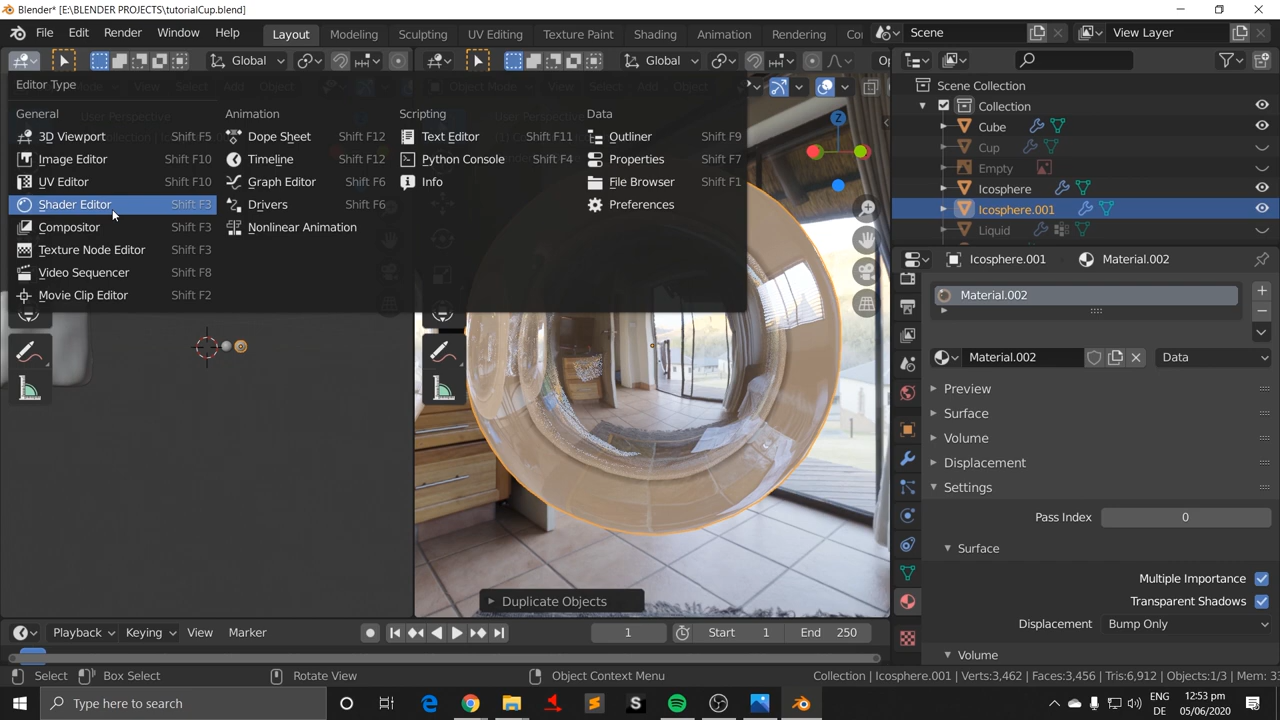 Blender* [E:\BLENDER PROJECTS\tutorialCup.blend]
File Edit Render Window Help Layout Modeling Sculpting UV Editing Texture Paint Shading Animation Rendering Co Scene View Layer
Global Global Op
Editor Type
Scene Collection
General Animation Scripting Data Collection
3D Viewport Shift F5 Dope Sheet Shift F12 Text Editor Shift F11 Outliner Shift F9 Z Cube
Image Editor Shift F10 Timeline Shift F12 Python Console Shift F4 Properties Shift F7 Cup
UV Editor Shift F10 Graph Editor Shift F6 Info File Browser Shift F1 Empty
Shader Editor Shift F3 Drivers Shift F6 Preferences Icosphere
Compositor Shift F3 Nonlinear Animation Icosphere.001
Texture Node Editor Shift F3 Liquid
Video Sequencer Shift F8 Icosphere.001 Material.002
Movie Clip Editor Shift F2 Material.002
Material.002 Data
Preview
Surface
Volume
Displacement
Settings
Pass Index 0
Surface
Multiple Importance
Duplicate Objects Transparent Shadows
Displacement Bump Only
Playback Keying View Marker 1 Start 1 End 250
Volume
Select Box Select Rotate View Object Context Menu Collection | Icosphere.001 | Verts:3,462 | Faces:3,456 | Tris:6,912 | Objects:1/3 | Mem: 33
Type here to search ENG 12:53 pm
05/06/2020